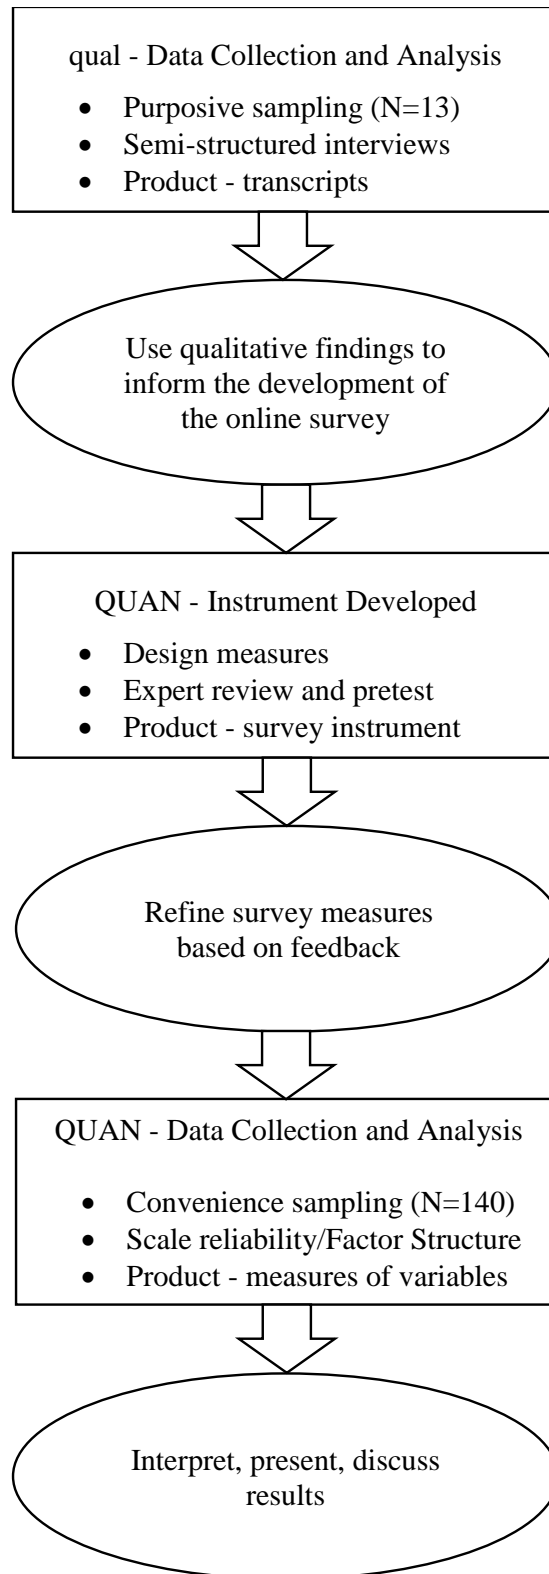 qual - Data Collection and Analysis
• Purposive sampling (N=13)
• Semi-structured interviews
• Product - transcripts
Use qualitative findings to
inform the development of
the online survey
QUAN - Instrument Developed
• Design measures
• Expert review and pretest
• Product - survey instrument
Refine survey measures
based on feedback
QUAN - Data Collection and Analysis
• Convenience sampling (N=140)
• Scale reliability/Factor Structure
• Product - measures of variables
Interpret, present, discuss
results